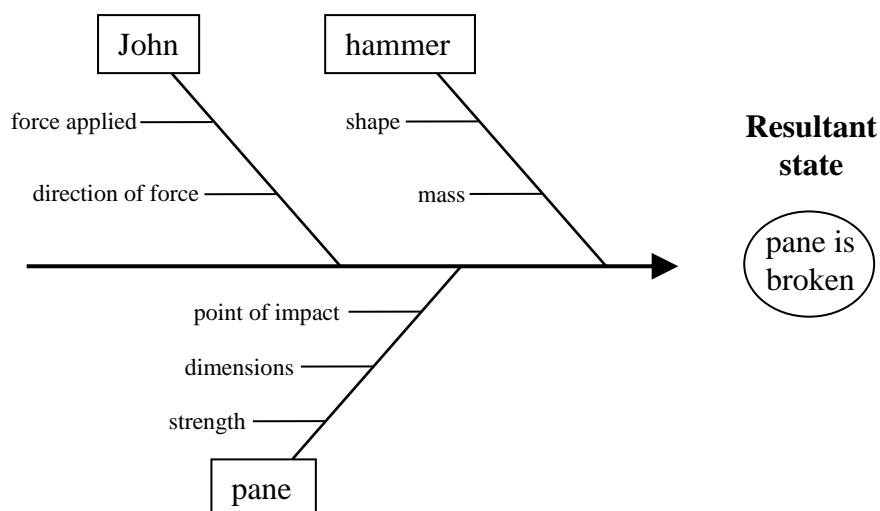 John
hammer
force applied
shape
direction of force
mass
Resultant
state
pane is
broken
point of impact
dimensions
strength
pane